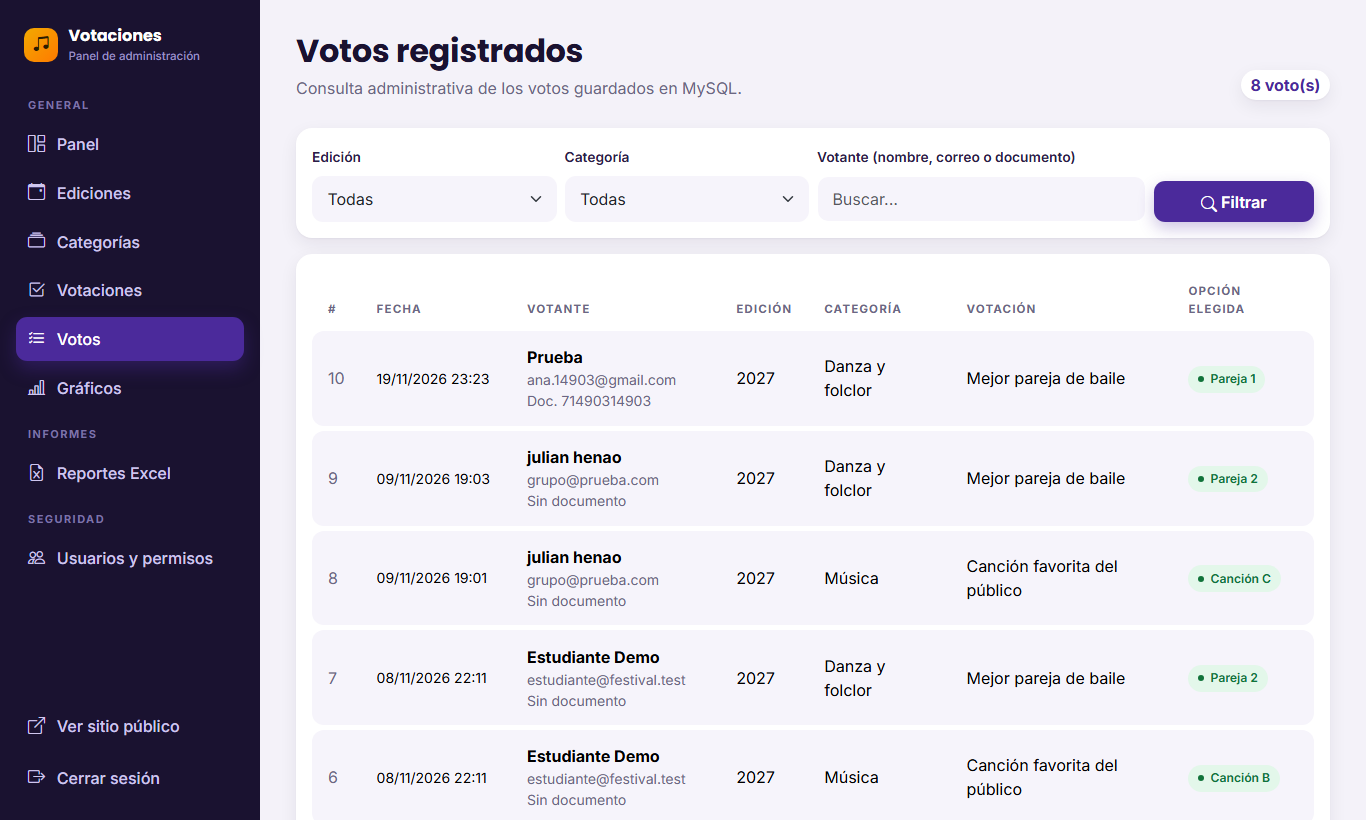 Votaciones
Panel de administración
GENERAL
Panel
Ediciones
Categorías
Votaciones
Votos
Gráficos
INFORMES
Reportes Excel
SEGURIDAD
Usuarios y permisos
Ver sitio público
Cerrar sesión
Votos registrados
Consulta administrativa de los votos guardados en MySQL.
8 voto(s)
Edición
Categoría
Votante (nombre, correo o documento)
Todas
Todas
Buscar...
Filtrar
# FECHA VOTANTE EDICIÓN CATEGORÍA VOTACIÓN OPCIÓN
ELEGIDA
10 19/11/2026 23:23 Prueba
ana.14903@gmail.com
Doc. 71490314903
2027 Danza y
folclor
Mejor pareja de baile Pareja 1
9 09/11/2026 19:03 julian henao
grupo@prueba.com
Sin documento
2027 Danza y
folclor
Mejor pareja de baile Pareja 2
8 09/11/2026 19:01 julian henao
grupo@prueba.com
Sin documento
2027 Música Canción favorita del
público
Canción C
7 08/11/2026 22:11 Estudiante Demo
estudiante@festival.test
Sin documento
2027 Danza y
folclor
Mejor pareja de baile Pareja 2
6 08/11/2026 22:11 Estudiante Demo
estudiante@festival.test
Sin documento
2027 Música Canción favorita del
público
Canción B